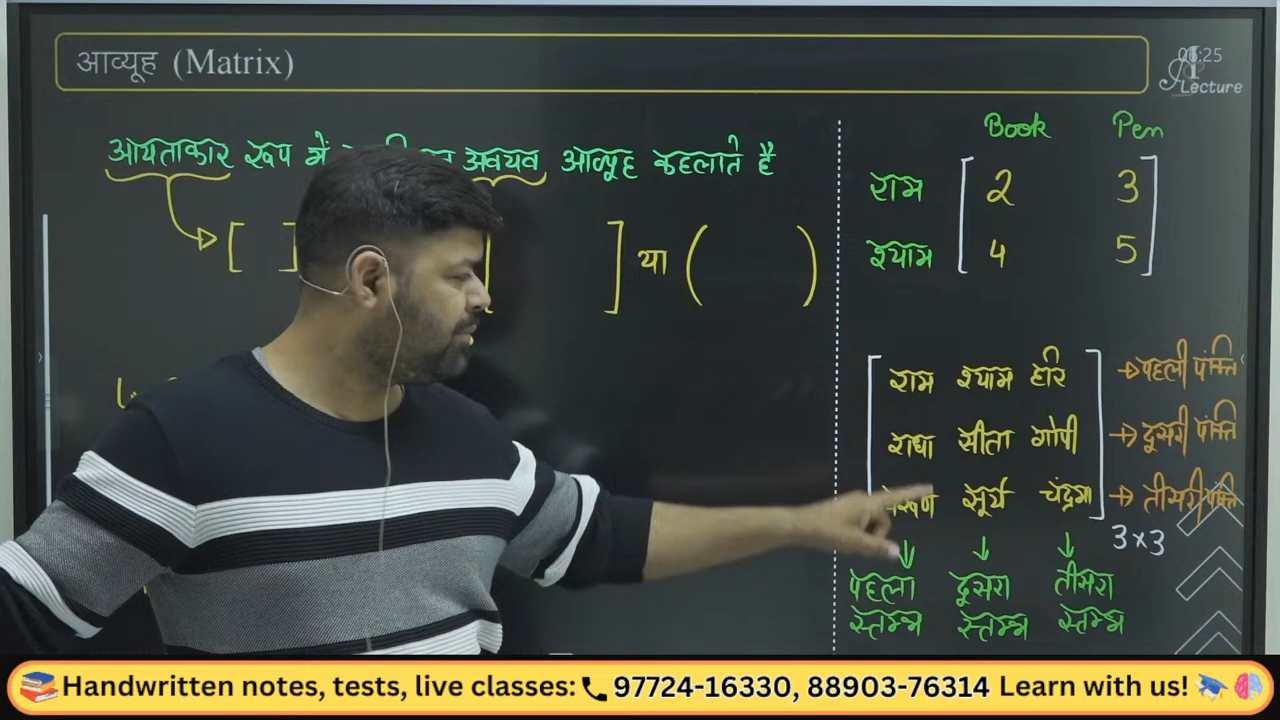 आव्यूह (Matrix)
06:25
Lecture
आयताकार रूप में अवयव आव्यूह कहलाते है
[ ] ] या ( )
Book Pen
राम 2 3
श्याम 4 5
राम श्याम हरि → पहली पंक्ति
राधा सीता गोपी → दूसरी पंक्ति
सूर्य चंद्रमा → तीसरी पंक्ति
3×3
पहला दूसरा तीसरा
स्तम्भ स्तम्भ स्तम्भ
Handwritten notes, tests, live classes: 97724-16330, 88903-76314 Learn with us!